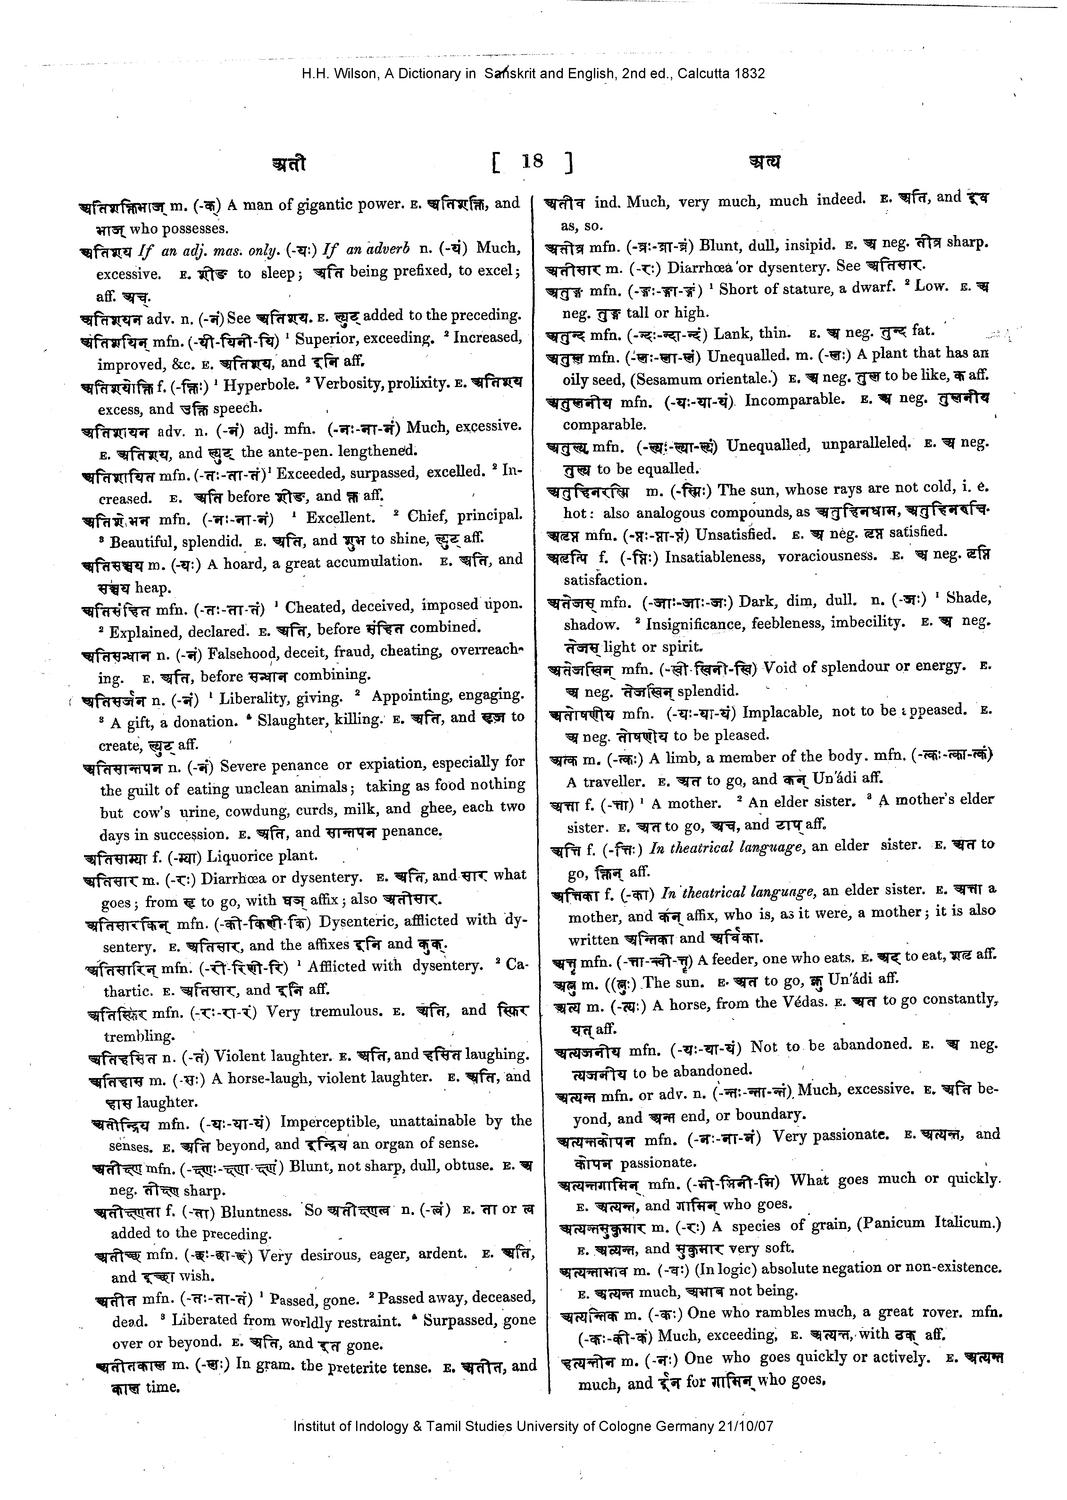 H.H. Wilson, A Dictionary in Sanskrit and English, 2nd ed., Calcutta 1832
अती [ 18 ] अत्य
अतिशक्तिभाज् m. (-क्) A man of gigantic power. E. अतिशक्ति, and
भाज् who possesses.
अतिशय If an adj. mas. only. (-यः) If an adverb n. (-यं) Much,
excessive. E. शीङ to sleep; अति being prefixed, to excel;
aff. अच्.
अतिशयन adv. n. (-नं) See अतिशय. E. ल्युट् added to the preceding.
अतिशयिन् mfn. (-यी-यिनी-यि) ¹ Superior, exceeding. ² Increased,
improved, &c. E. अतिशय, and इनि aff.
अतिशयोक्ति f. (-क्तिः) ¹ Hyperbole. ² Verbosity, prolixity. E. अतिशय
excess, and उक्ति speech.
अतिशायन adv. n. (-नं) adj. mfn. (-नः-ना-नं) Much, excessive.
E. अतिशय, and ल्युट् the ante-pen. lengthened.
अतिशायित mfn. (-तः-ता-तं) ¹ Exceeded, surpassed, excelled. ² In-
creased. E. अति before शीङ, and क्त aff.
अतिशोभन mfn. (-नः-ना-नं) ¹ Excellent. ² Chief, principal.
³ Beautiful, splendid. E. अति, and शुभ to shine, ल्युट् aff.
अतिसञ्चय m. (-यः) A hoard, a great accumulation. E. अति, and
सञ्चय heap.
अतिसंहित mfn. (-तः-ता-तं) ¹ Cheated, deceived, imposed upon.
² Explained, declared. E. अति, before संहित combined.
अतिसन्धान n. (-नं) Falsehood, deceit, fraud, cheating, overreach-
ing. E. अति, before सन्धान combining.
अतिसर्जन n. (-नं) ¹ Liberality, giving. ² Appointing, engaging.
³ A gift, a donation. ⁴ Slaughter, killing. E. अति, and सृज to
create, ल्युट् aff.
अतिसान्तपन n. (-नं) Severe penance or expiation, especially for
the guilt of eating unclean animals; taking as food nothing
but cow's urine, cowdung, curds, milk, and ghee, each two
days in succession. E. अति, and सान्तपन penance.
अतिसाम्या f. (-म्या) Liquorice plant.
अतिसार m. (-रः) Diarrhœa or dysentery. E. अति, and सार what
goes; from सृ to go, with घञ् affix; also अतीसार.
अतिसारकिन् mfn. (-की-किणी-कि) Dysenteric, afflicted with dy-
sentery. E. अतिसार, and the affixes इनि and कुक्.
अतिसारिन् mfn. (-री-रिणी-रि) ¹ Afflicted with dysentery. ² Ca-
thartic. E. अतिसार, and इनि aff.
अतिस्फिर mfn. (-रः-रा-रं) Very tremulous. E. अति, and स्फिर
trembling.
अतिहसित n. (-तं) Violent laughter. E. अति, and हसित laughing.
अतिहास m. (-सः) A horse-laugh, violent laughter. E. अति, and
हास laughter.
अतीन्द्रिय mfn. (-यः-या-यं) Imperceptible, unattainable by the
senses. E. अति beyond, and इन्द्रिय an organ of sense.
अतीक्ष्ण mfn. (-क्ष्णः-क्ष्णा-क्ष्णं) Blunt, not sharp, dull, obtuse. E. अ
neg. तीक्ष्ण sharp.
अतीक्ष्णता f. (-ता) Bluntness. So अतीक्ष्णत्व n. (-त्वं) E. ता or त्व
added to the preceding.
अतीच्छ mfn. (-च्छः-च्छा-च्छं) Very desirous, eager, ardent. E. अति,
and इच्छा wish.
अतीत mfn. (-तः-ता-तं) ¹ Passed, gone. ² Passed away, deceased,
dead. ³ Liberated from worldly restraint. ⁴ Surpassed, gone
over or beyond. E. अति, and इत gone.
अतीतकाल m. (-लः) In gram. the preterite tense. E. अतीत, and
काल time.
अतीव ind. Much, very much, much indeed. E. अति, and इव
as, so.
अतीव्र mfn. (-व्रः-व्रा-व्रं) Blunt, dull, insipid. E. अ neg. तीव्र sharp.
अतीसार m. (-रः) Diarrhœa or dysentery. See अतिसार.
अतुङ्ग mfn. (-ङ्गः-ङ्गा-ङ्गं) ¹ Short of stature, a dwarf. ² Low. E. अ
neg. तुङ्ग tall or high.
अतुन्द mfn. (-न्दः-न्दा-न्दं) Lank, thin. E. अ neg. तुन्द fat.
अतुल mfn. (-लः-ला-लं) Unequalled. m. (-लः) A plant that has an
oily seed, (Sesamum orientale.) E. अ neg. तुल to be like, क aff.
अतुलनीय mfn. (-यः-या-यं) Incomparable. E. अ neg. तुलनीय
comparable.
अतुल्य mfn. (-ल्यः-ल्या-ल्यं) Unequalled, unparalleled. E. अ neg.
तुल्य to be equalled.
अतुहिनरश्मि m. (-श्मिः) The sun, whose rays are not cold, i. e.
hot: also analogous compounds, as अतुहिनधाम, अतुहिनरुचि.
अतृप्त mfn. (-प्तः-प्ता-प्तं) Unsatisfied. E. अ neg. तृप्त satisfied.
अतृप्ति f. (-प्तिः) Insatiableness, voraciousness. E. अ neg. तृप्ति
satisfaction.
अतेजस् mfn. (-जाः-जाः-जः) Dark, dim, dull. n. (-जः) ¹ Shade,
shadow. ² Insignificance, feebleness, imbecility. E. अ neg.
तेजस् light or spirit.
अतेजस्विन् mfn. (-स्वी-स्विनी-स्वि) Void of splendour or energy. E.
अ neg. तेजस्विन् splendid.
अतोषणीय mfn. (-यः-या-यं) Implacable, not to be appeased. E.
अ neg. तोषणीय to be pleased.
अत्क m. (-त्कः) A limb, a member of the body. mfn. (-त्कः-त्का-त्कं)
A traveller. E. अत to go, and कन् Un'ádi aff.
अत्ता f. (-त्ता) ¹ A mother. ² An elder sister. ³ A mother's elder
sister. E. अत to go, अच, and टाप् aff.
अत्ति f. (-त्तिः) In theatrical language, an elder sister. E. अत to
go, क्तिन् aff.
अत्तिका f. (-का) In theatrical language, an elder sister. E. अत्ता a
mother, and कन् affix, who is, as it were, a mother; it is also
written अन्तिका and अर्त्तिका.
अत्तृ mfn. (-त्ता-त्त्री-त्तृ) A feeder, one who eats. E. अद् to eat, तृच् aff.
अत्नु m. ((त्नुः) The sun. E. अत to go, क्नु Un'ádi aff.
अत्य m. (-त्यः) A horse, from the Védas. E. अत to go constantly,
यत् aff.
अत्यजनीय mfn. (-यः-या-यं) Not to be abandoned. E. अ neg.
त्यजनीय to be abandoned.
अत्यन्त mfn. or adv. n. (-न्तः-न्ता-न्तं) Much, excessive. E. अति be-
yond, and अन्त end, or boundary.
अत्यन्तकोपन mfn. (-नः-ना-नं) Very passionate. E. अत्यन्त, and
कोपन passionate.
अत्यन्तगामिन् mfn. (-मी-मिनी-मि) What goes much or quickly.
E. अत्यन्त, and गामिन् who goes.
अत्यन्तसुकुमार m. (-रः) A species of grain, (Panicum Italicum.)
E. अत्यन्त, and सुकुमार very soft.
अत्यन्ताभाव m. (-वः) (In logic) absolute negation or non-existence.
E. अत्यन्त much, अभाव not being.
अत्यन्तिक m. (-कः) One who rambles much, a great rover. mfn.
(-कः-की-कं) Much, exceeding, E. अत्यन्त, with ठक् aff.
अत्यन्तीन m. (-नः) One who goes quickly or actively. E. अत्यन्त
much, and ईन for गामिन् who goes,
Institut of Indology & Tamil Studies University of Cologne Germany 21/10/07